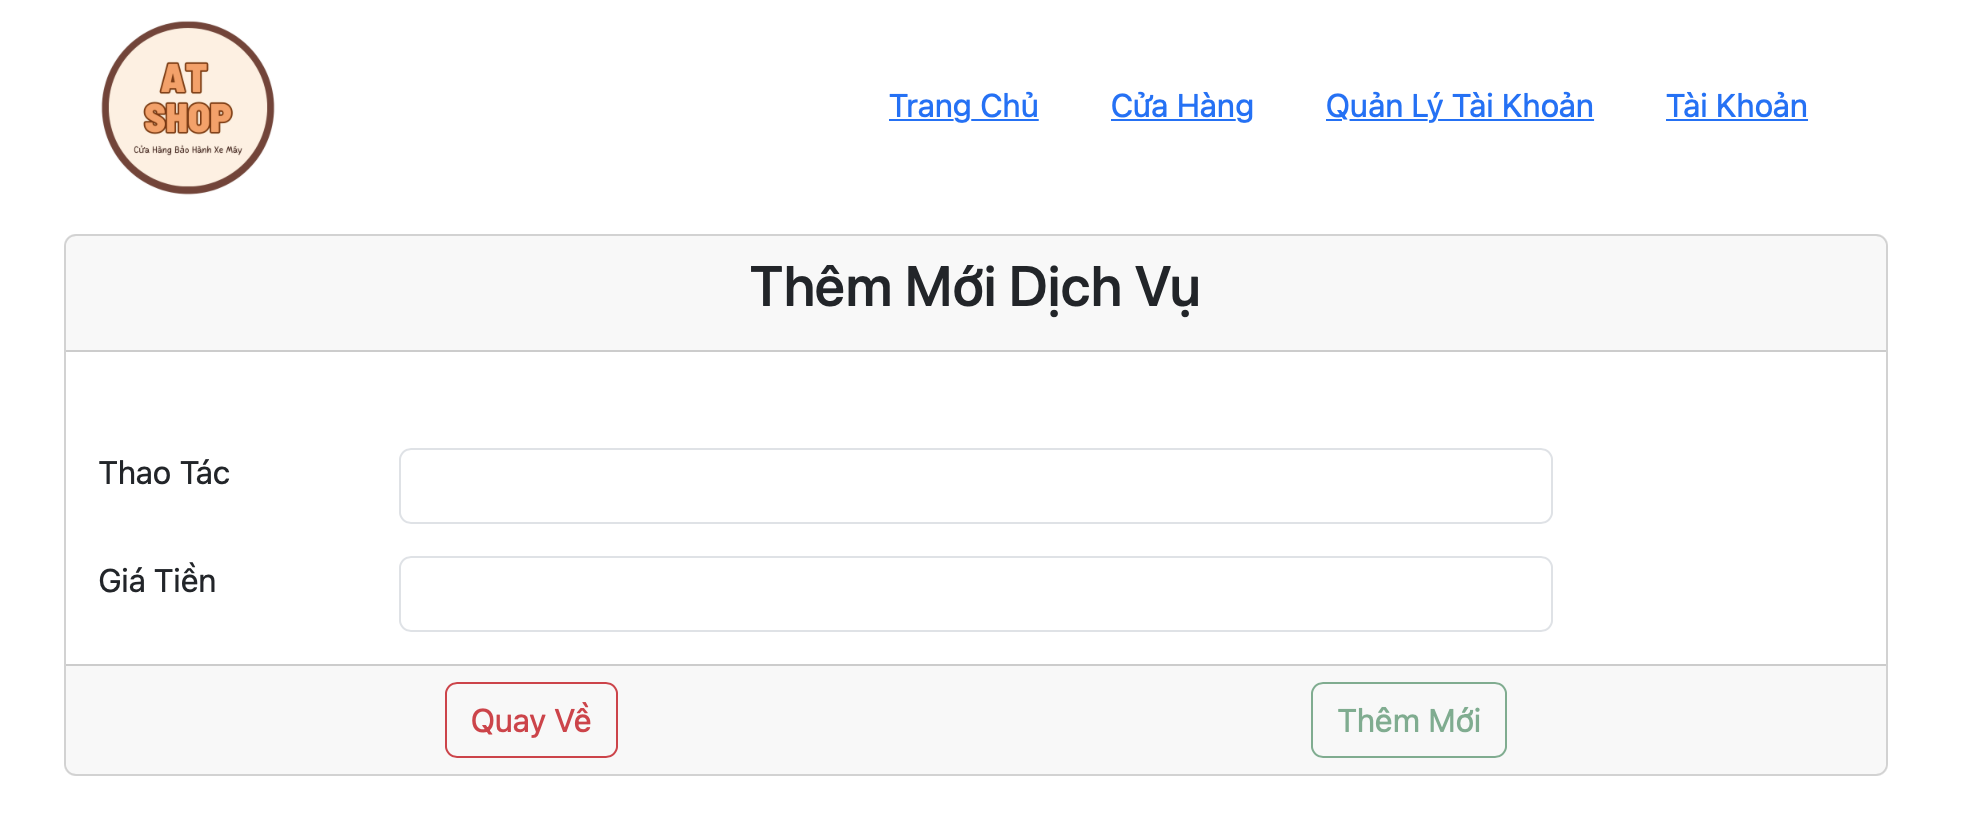 AT
SHOP
Cửa Hàng Bảo Hành Xe Máy
Trang Chủ Cửa Hàng Quản Lý Tài Khoản Tài Khoản
Thêm Mới Dịch Vụ
Thao Tác
Giá Tiền
Quay Về Thêm Mới